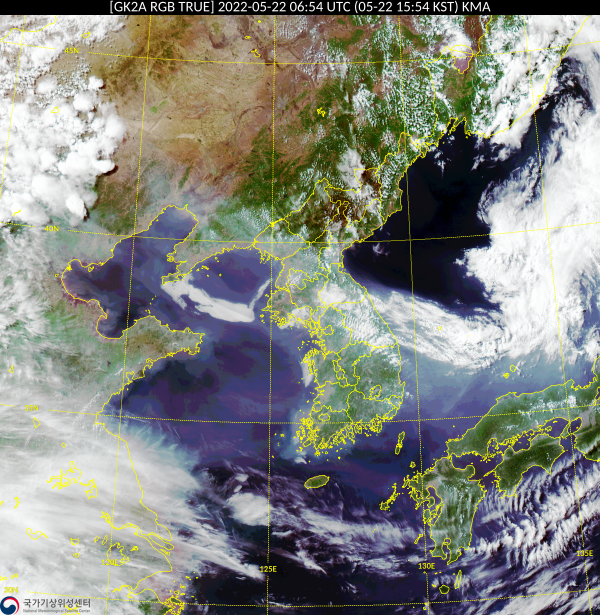 [GK2A RGB TRUE] 2022-05-22 06:54 UTC (05-22 15:54 KST) KMA
45N
40N
125E
130E
135E
국가기상위성센터
National Meteorological Satellite Center